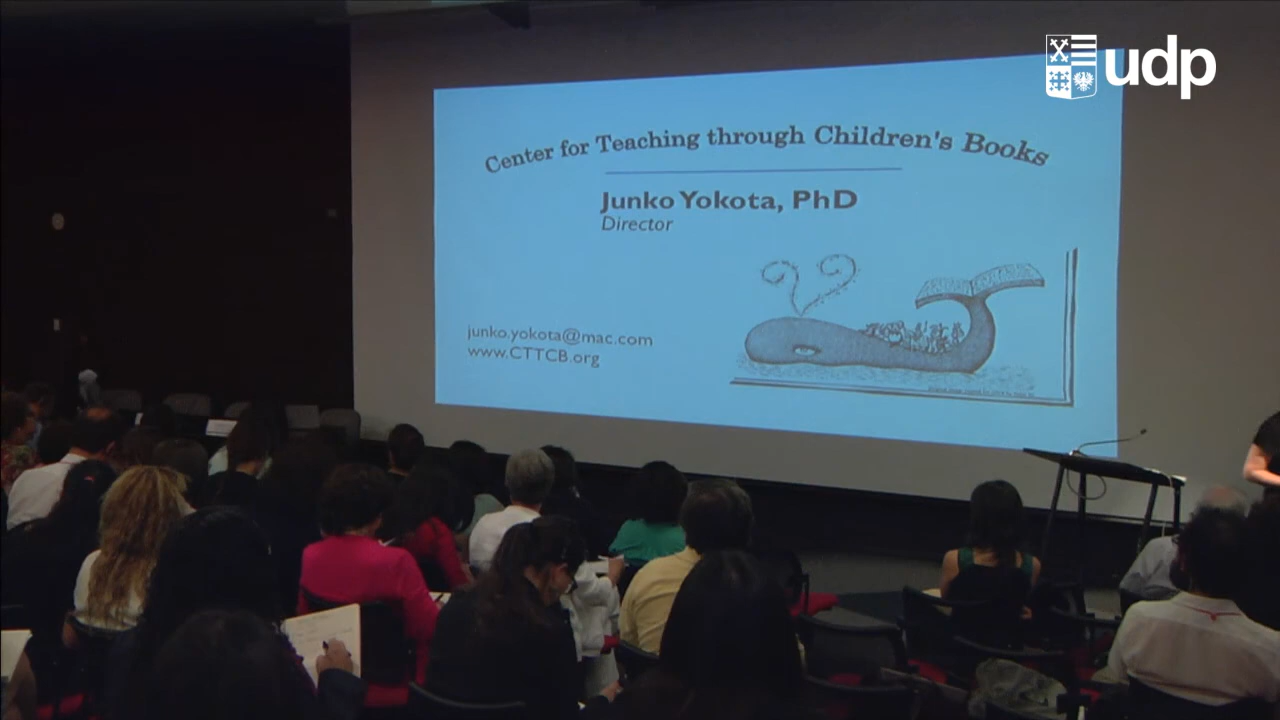 udp
Center for Teaching through Children's Books
Junko Yokota, PhD
Director
junko.yokota@mac.com
www.CTTCB.org